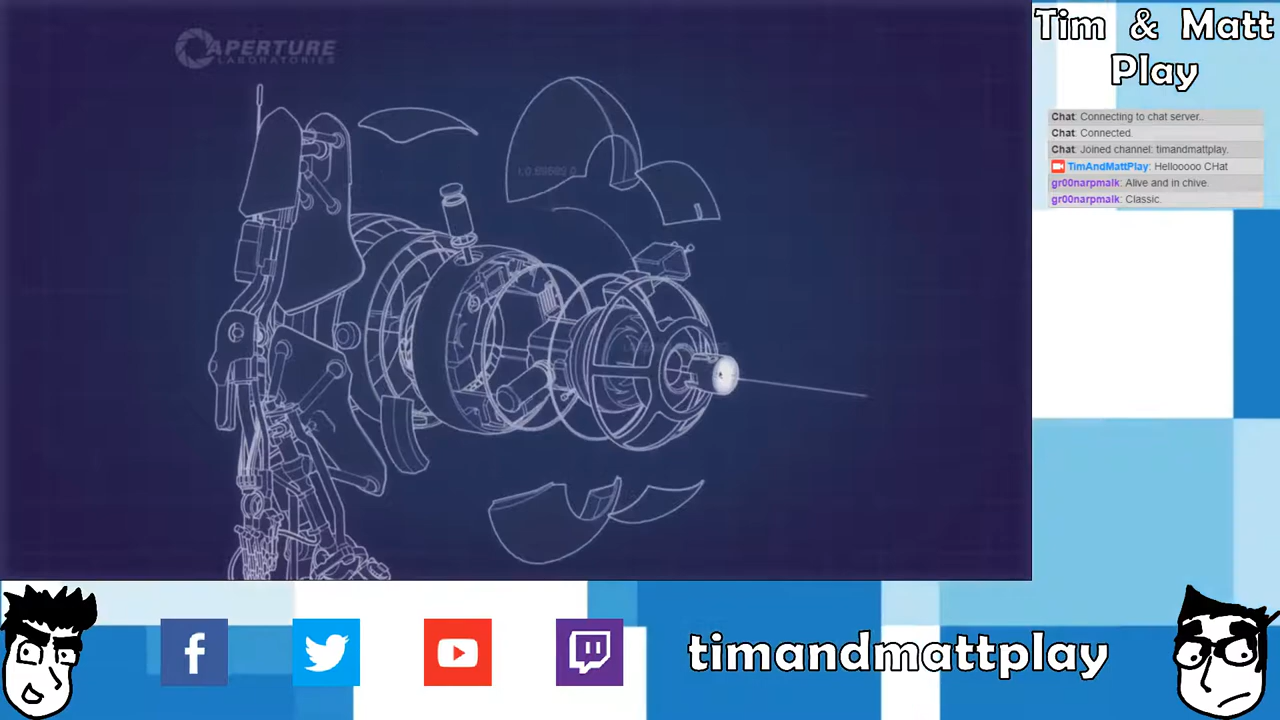 APERTURE
LABORATORIES
Tim & Matt
Play
Chat: Connecting to chat server..
Chat: Connected.
Chat: Joined channel: timandmattplay.
TimAndMattPlay: Hellooooo CHat
gr00narpmalk: Alive and in chive.
gr00narpmalk: Classic.
timandmattplay